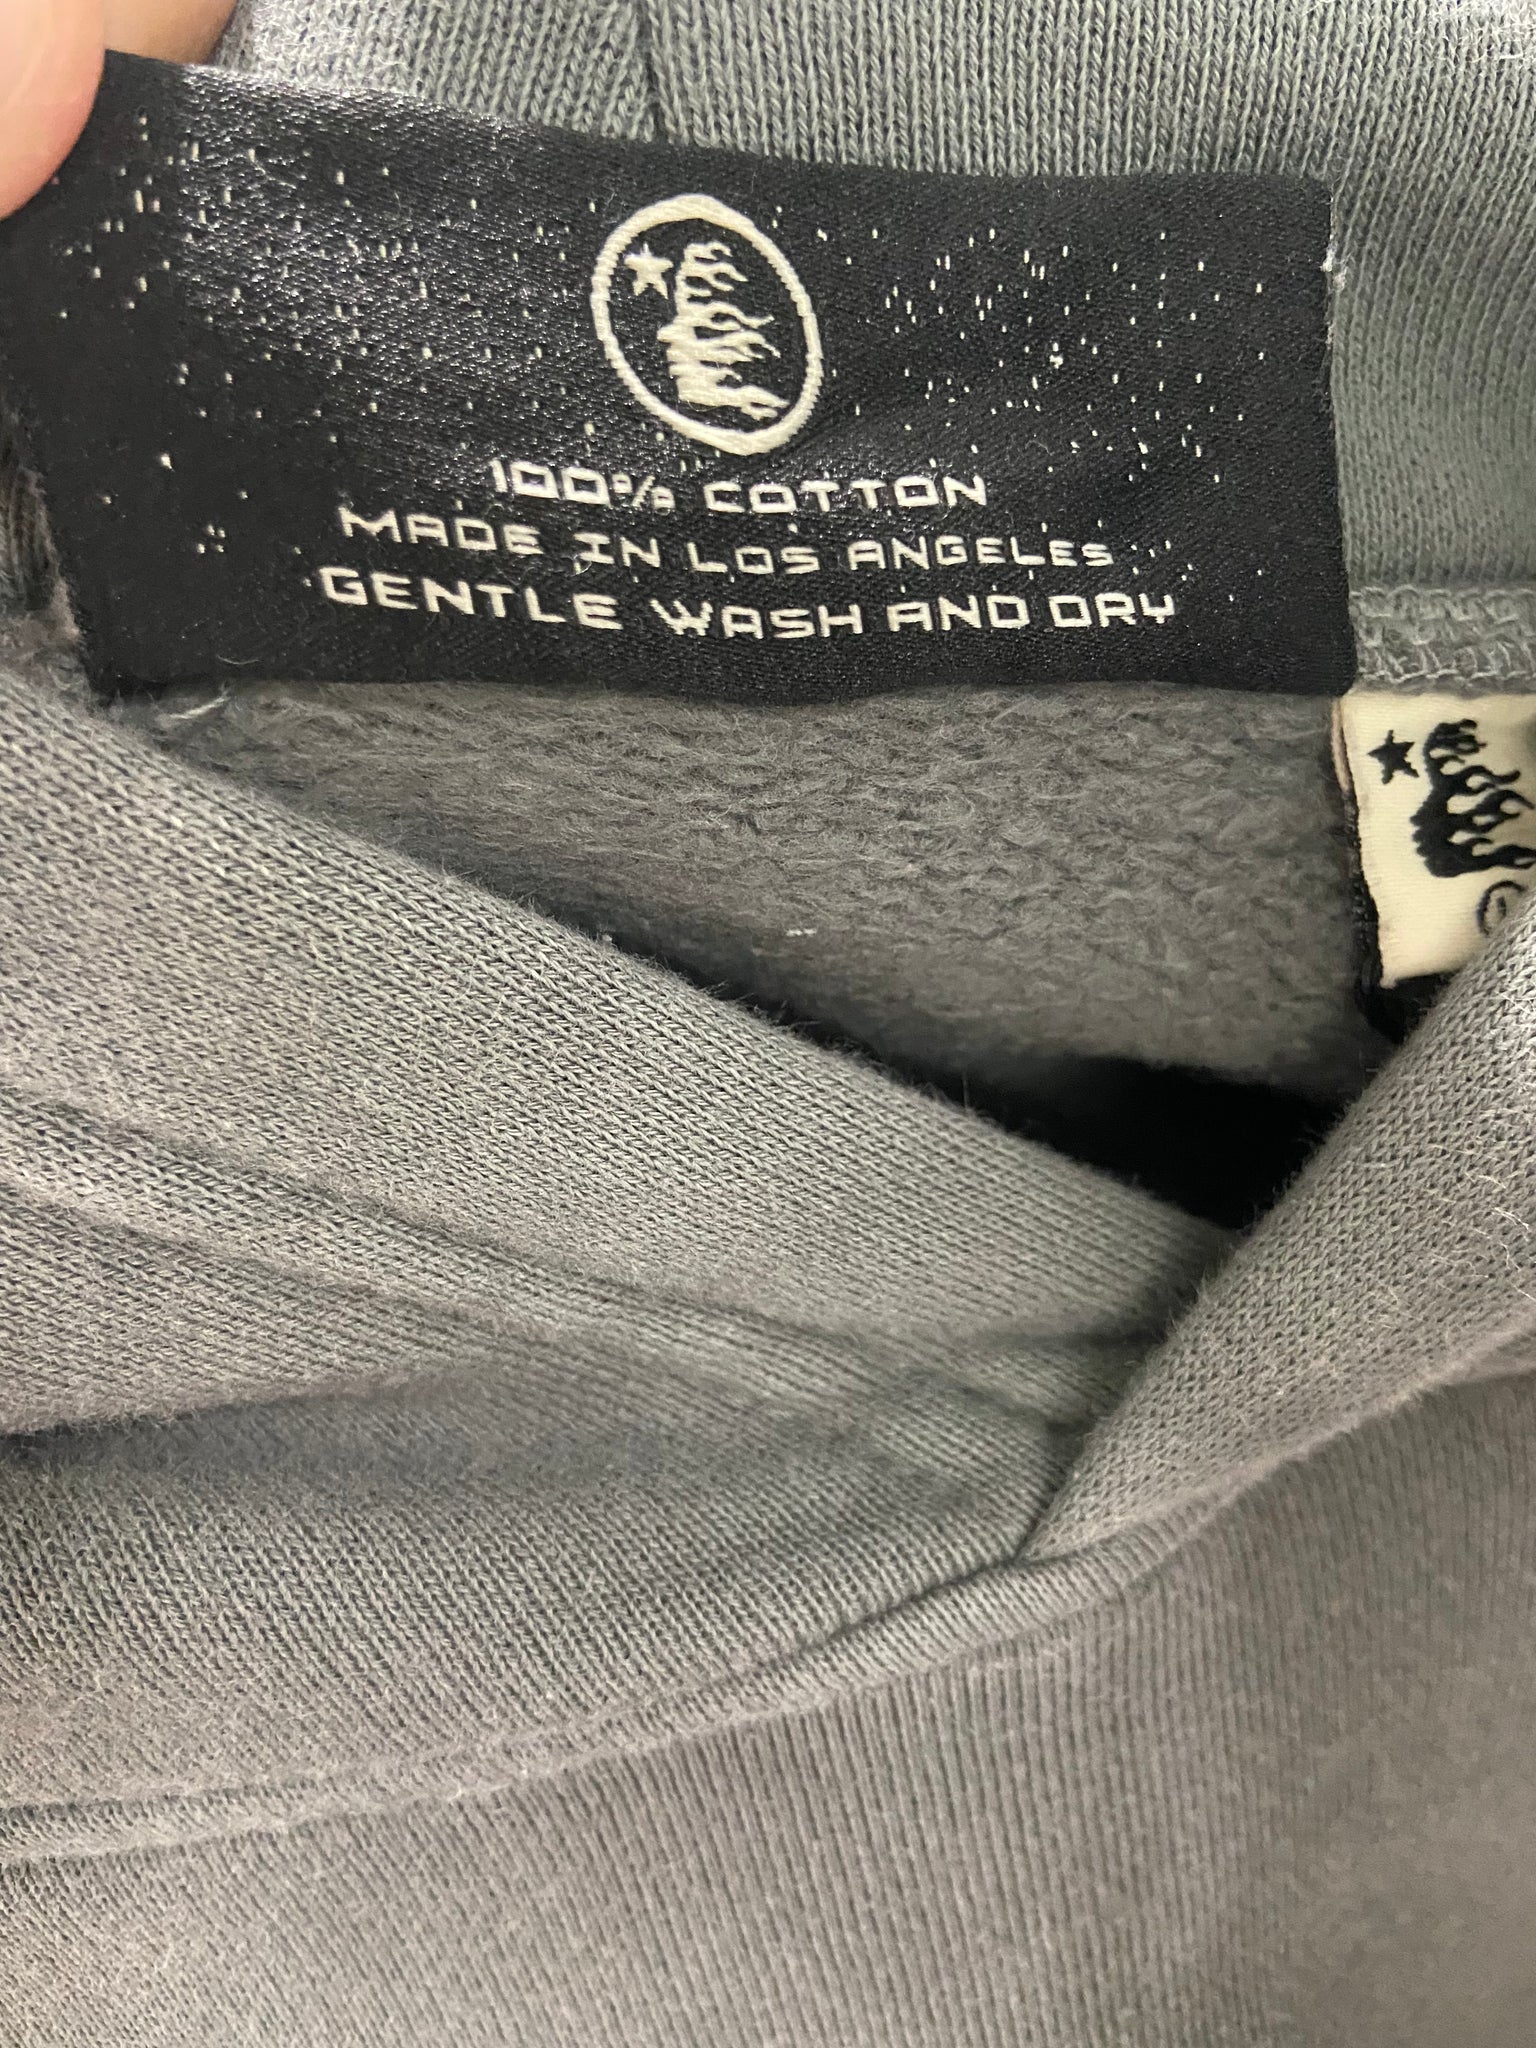 100% COTTON
MADE IN LOS ANGELES
GENTLE WASH AND DRY